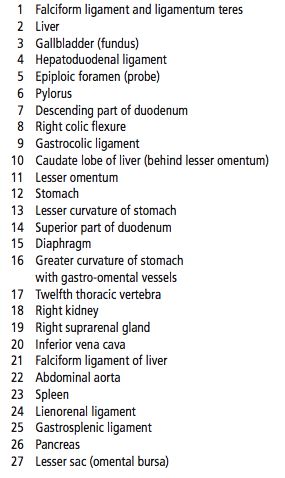 1 Falciform ligament and ligamentum teres
2 Liver
3 Gallbladder (fundus)
4 Hepatoduodenal ligament
5 Epiploic foramen (probe)
6 Pylorus
7 Descending part of duodenum
8 Right colic flexure
9 Gastrocolic ligament
10 Caudate lobe of liver (behind lesser omentum)
11 Lesser omentum
12 Stomach
13 Lesser curvature of stomach
14 Superior part of duodenum
15 Diaphragm
16 Greater curvature of stomach
with gastro-omental vessels
17 Twelfth thoracic vertebra
18 Right kidney
19 Right suprarenal gland
20 Inferior vena cava
21 Falciform ligament of liver
22 Abdominal aorta
23 Spleen
24 Lienorenal ligament
25 Gastrosplenic ligament
26 Pancreas
27 Lesser sac (omental bursa)